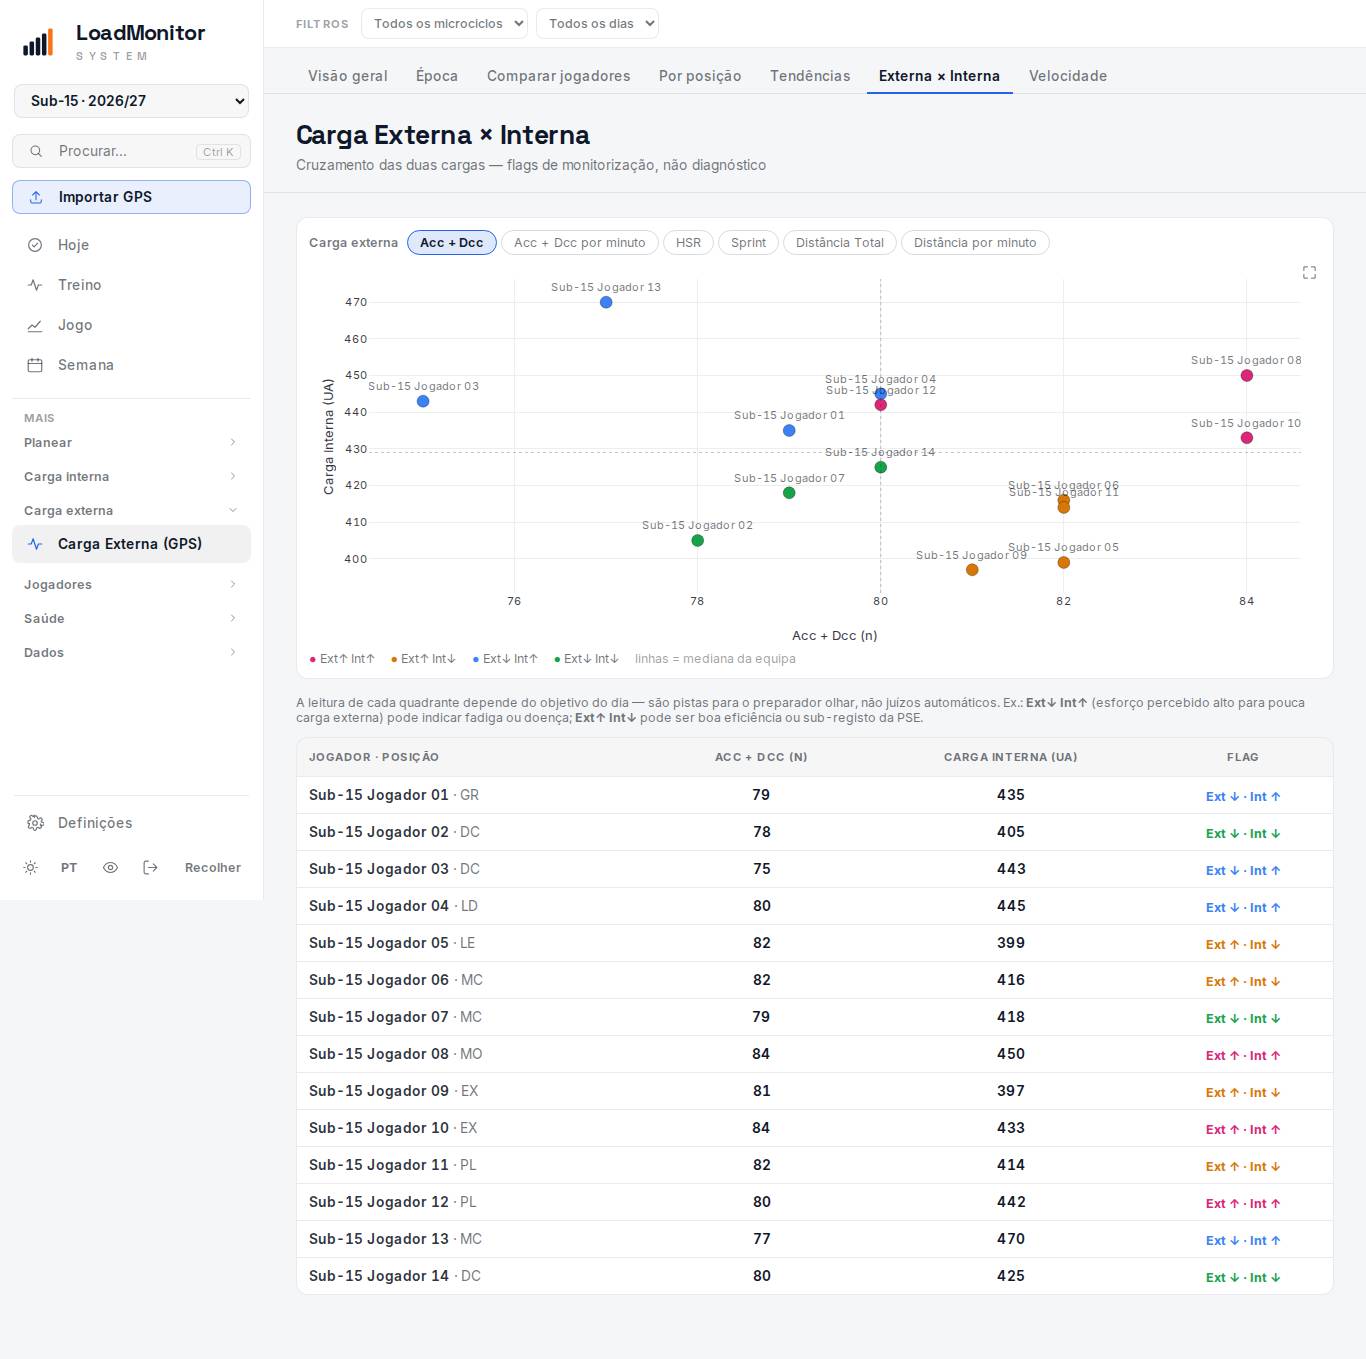 LoadMonitor
SYSTEM
Sub-15 · 2026/27
Procurar...
Ctrl K
Importar GPS
Hoje
Treino
Jogo
Semana
MAIS
Planear
Carga interna
Carga externa
Carga Externa (GPS)
Jogadores
Saúde
Dados
Definições
PT
Recolher
FILTROS Todos os microciclos Todos os dias
Visão geral Época Comparar jogadores Por posição Tendências Externa × Interna Velocidade
Carga Externa × Interna
Cruzamento das duas cargas — flags de monitorização, não diagnóstico
Carga externa Acc + Dcc Acc + Dcc por minuto HSR Sprint Distância Total Distância por minuto
Carga Interna (UA)
470
460
450
440
430
420
410
400
Sub-15 Jogador 13
Sub-15 Jogador 08
Sub-15 Jogador 04
Sub-15 Jogador 03
Sub-15 Jogador 12
Sub-15 Jogador 01
Sub-15 Jogador 10
Sub-15 Jogador 14
Sub-15 Jogador 07
Sub-15 Jogador 06
Sub-15 Jogador 11
Sub-15 Jogador 02
Sub-15 Jogador 05
Sub-15 Jogador 09
76 78 80 82 84
Acc + Dcc (n)
Ext↑ Int↑ Ext↑ Int↓ Ext↓ Int↑ Ext↓ Int↓ linhas = mediana da equipa
A leitura de cada quadrante depende do objetivo do dia — são pistas para o preparador olhar, não juízos automáticos. Ex.: Ext↓ Int↑ (esforço percebido alto para pouca
carga externa) pode indicar fadiga ou doença; Ext↑ Int↓ pode ser boa eficiência ou sub-registo da PSE.
JOGADOR · POSIÇÃO ACC + DCC (N) CARGA INTERNA (UA) FLAG
Sub-15 Jogador 01 · GR 79 435 Ext ↓ · Int ↑
Sub-15 Jogador 02 · DC 78 405 Ext ↓ · Int ↓
Sub-15 Jogador 03 · DC 75 443 Ext ↓ · Int ↑
Sub-15 Jogador 04 · LD 80 445 Ext ↓ · Int ↑
Sub-15 Jogador 05 · LE 82 399 Ext ↑ · Int ↓
Sub-15 Jogador 06 · MC 82 416 Ext ↑ · Int ↓
Sub-15 Jogador 07 · MC 79 418 Ext ↓ · Int ↓
Sub-15 Jogador 08 · MO 84 450 Ext ↑ · Int ↑
Sub-15 Jogador 09 · EX 81 397 Ext ↑ · Int ↓
Sub-15 Jogador 10 · EX 84 433 Ext ↑ · Int ↑
Sub-15 Jogador 11 · PL 82 414 Ext ↑ · Int ↓
Sub-15 Jogador 12 · PL 80 442 Ext ↑ · Int ↑
Sub-15 Jogador 13 · MC 77 470 Ext ↓ · Int ↑
Sub-15 Jogador 14 · DC 80 425 Ext ↓ · Int ↓